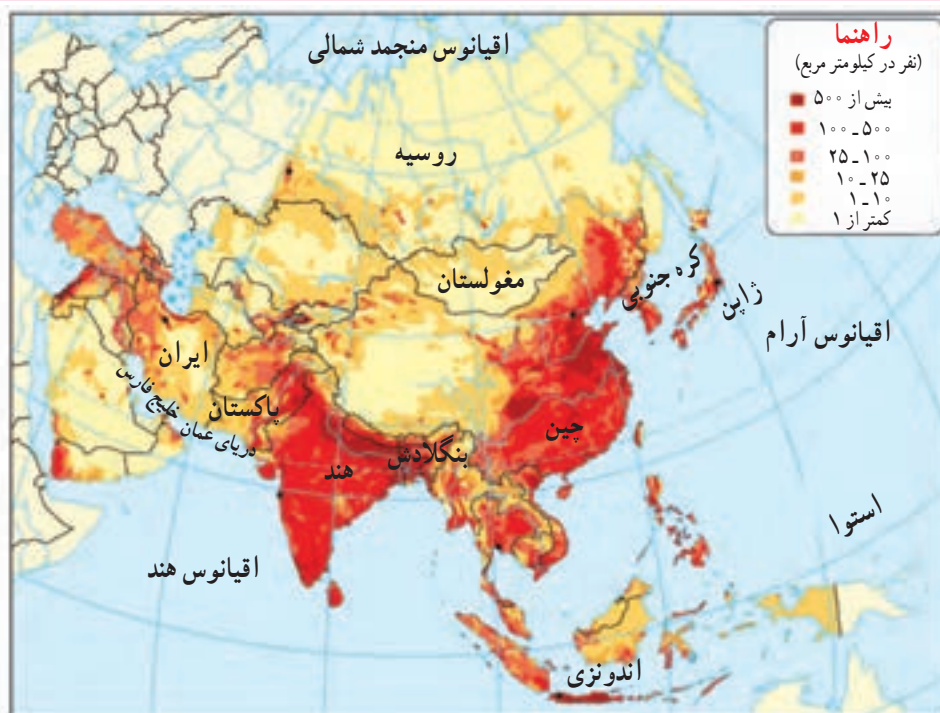 راهنما
(نفر در کیلومتر مربع)
بیش از ۵۰۰
۱۰۰ - ۵۰۰
۲۵ - ۱۰۰
۱۰ - ۲۵
۱ - ۱۰
کمتر از ۱
اقیانوس منجمد شمالی
روسیه
مغولستان
کره جنوبی
ژاپن
اقیانوس آرام
ایران
خلیج فارس
پاکستان
دریای عمان
چین
بنگلادش
هند
استوا
اقیانوس هند
اندونزی